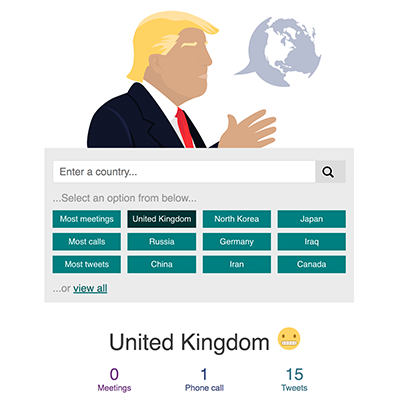 Enter a country...
...Select an option from below...
Most meetings United Kingdom North Korea Japan
Most calls Russia Germany Iraq
Most tweets China Iran Canada
...or view all
United Kingdom
0 1 15
Meetings Phone call Tweets